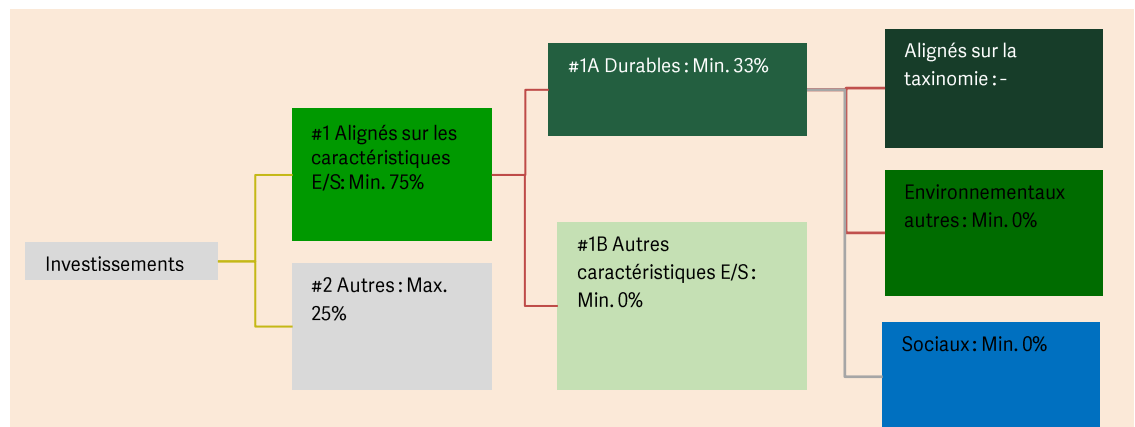 Investissements
#1 Alignés sur les
caractéristiques
E/S: Min. 75%
#2 Autres : Max.
25%
#1A Durables : Min. 33%
#1B Autres
caractéristiques E/S :
Min. 0%
Alignés sur la
taxinomie : -
Environnementaux
autres : Min. 0%
Sociaux : Min. 0%